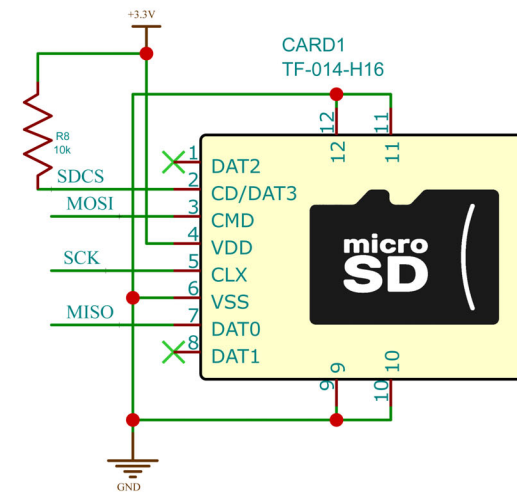 +3.3V
CARD1
TF-014-H16
12
11
12
11
R8
10k
1
DAT2
SDCS
2
CD/DAT3
MOSI
3
CMD
micro
SD
4
VDD
SCK
5
CLX
6
VSS
MISO
7
DAT0
8
DAT1
9
10
9
10
GND